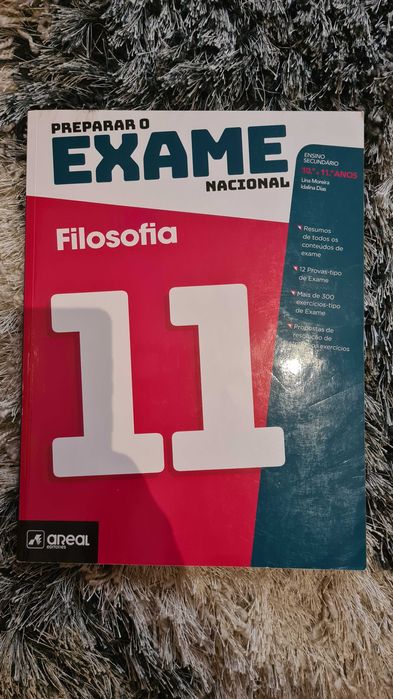 PREPARAR O
EXAME
NACIONAL
ENSINO
SECUNDÁRIO
10.º e 11.º ANOS
Lina Moreira
Idalina Dias
Filosofia
Resumos
de todos os
conteúdos de
exame
12 Provas-tipo
de Exame
Mais de 300
exercícios-tipo
de Exame
Propostas de
resolução de
exercícios
11
areal
editores